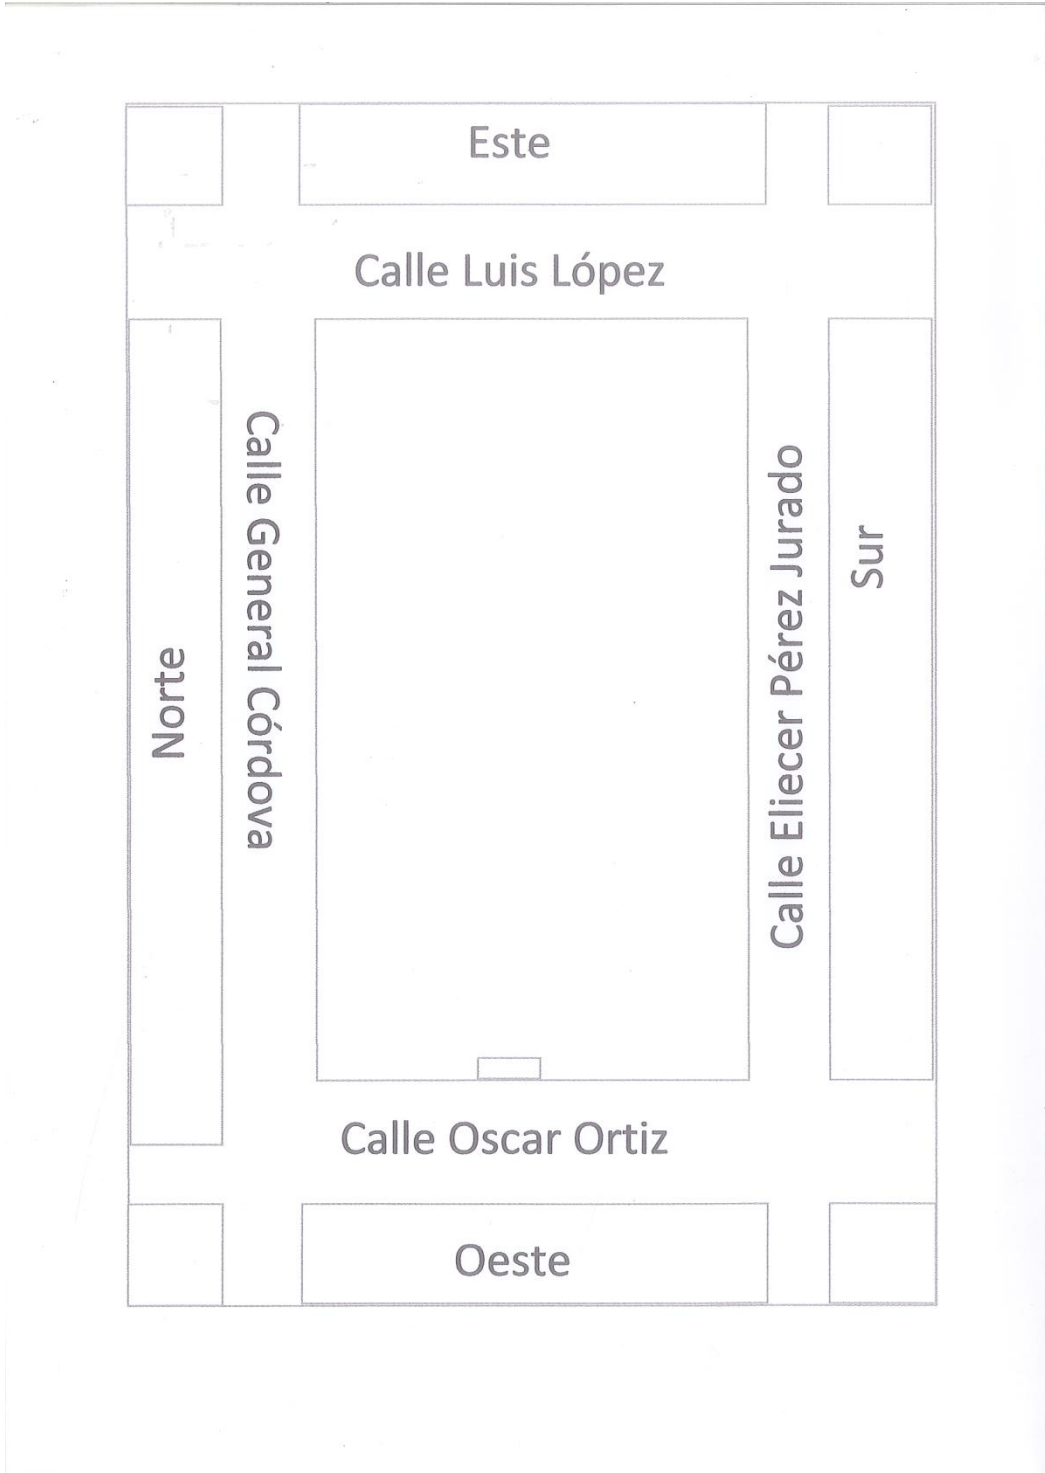 Este
Calle Luis López
Calle General Córdova
Calle Eliecer Pérez Jurado
Sur
Norte
Calle Oscar Ortiz
Oeste